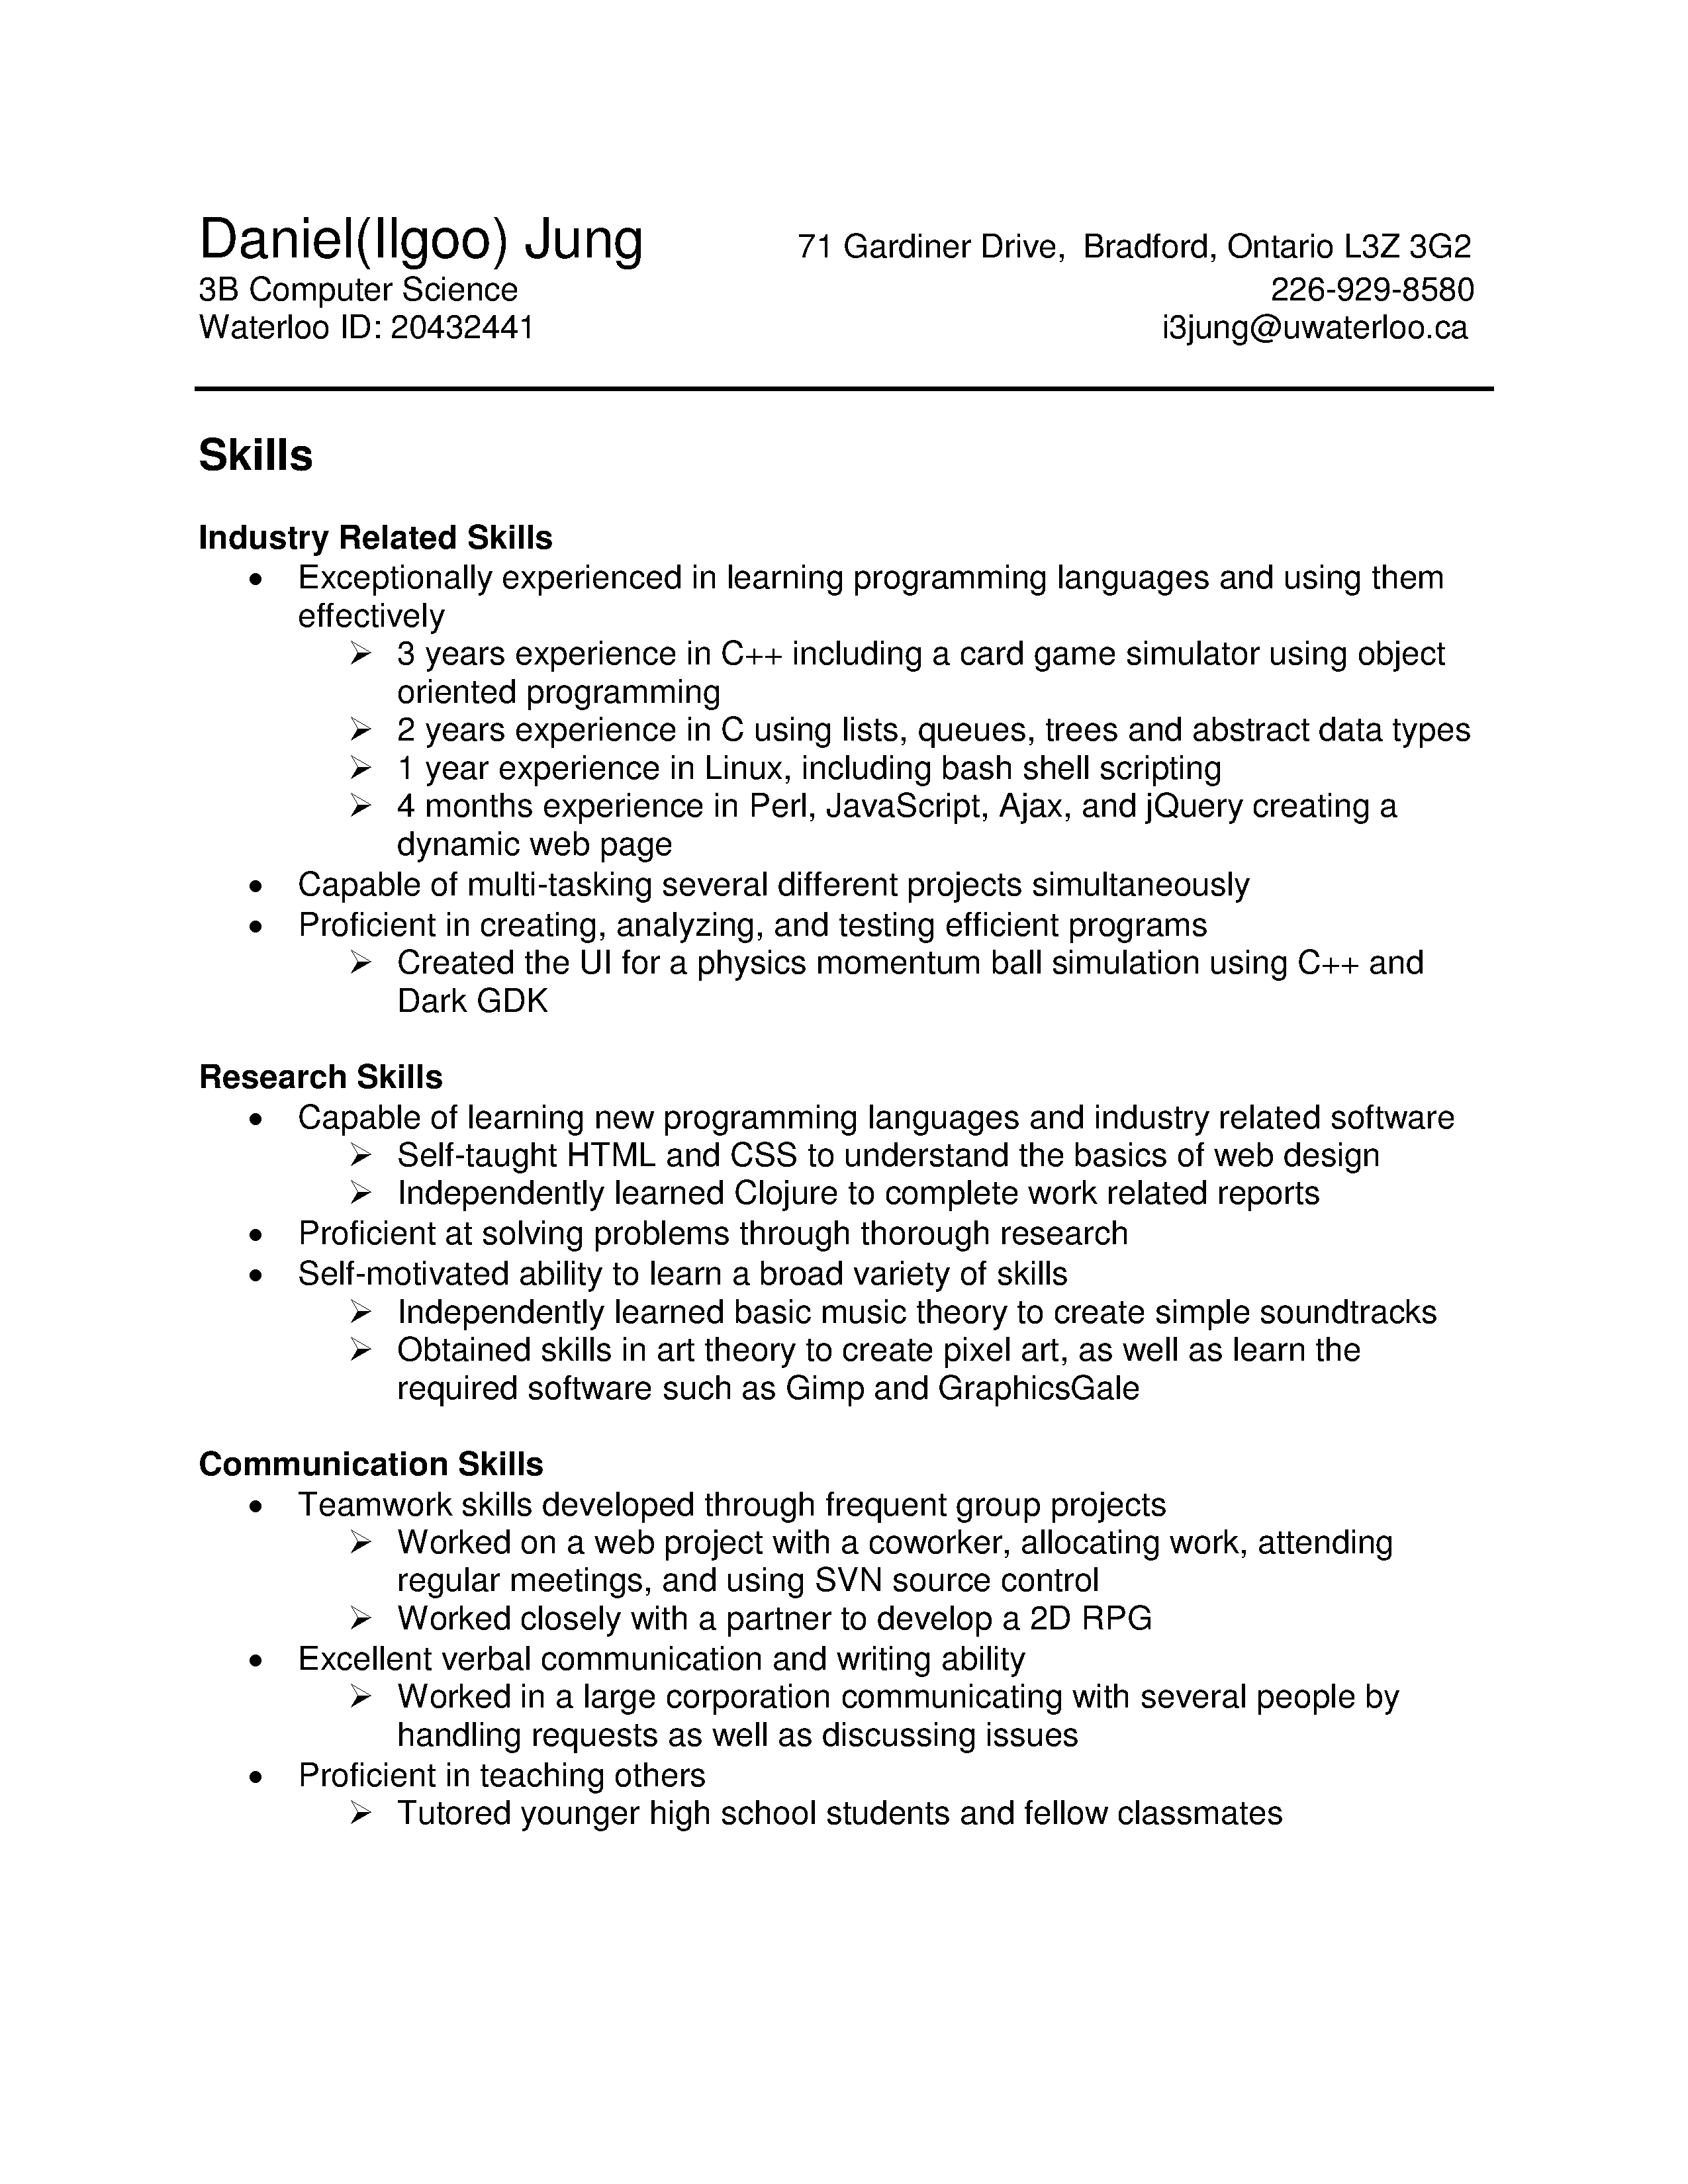 Daniel(Ilgoo) Jung 71 Gardiner Drive, Bradford, Ontario L3Z 3G2
3B Computer Science 226-929-8580
Waterloo ID: 20432441 i3jung@uwaterloo.ca
Skills
Industry Related Skills
• Exceptionally experienced in learning programming languages and using them
effectively
➢ 3 years experience in C++ including a card game simulator using object
oriented programming
➢ 2 years experience in C using lists, queues, trees and abstract data types
➢ 1 year experience in Linux, including bash shell scripting
➢ 4 months experience in Perl, JavaScript, Ajax, and jQuery creating a
dynamic web page
• Capable of multi-tasking several different projects simultaneously
• Proficient in creating, analyzing, and testing efficient programs
➢ Created the UI for a physics momentum ball simulation using C++ and
Dark GDK
Research Skills
• Capable of learning new programming languages and industry related software
➢ Self-taught HTML and CSS to understand the basics of web design
➢ Independently learned Clojure to complete work related reports
• Proficient at solving problems through thorough research
• Self-motivated ability to learn a broad variety of skills
➢ Independently learned basic music theory to create simple soundtracks
➢ Obtained skills in art theory to create pixel art, as well as learn the
required software such as Gimp and GraphicsGale
Communication Skills
• Teamwork skills developed through frequent group projects
➢ Worked on a web project with a coworker, allocating work, attending
regular meetings, and using SVN source control
➢ Worked closely with a partner to develop a 2D RPG
• Excellent verbal communication and writing ability
➢ Worked in a large corporation communicating with several people by
handling requests as well as discussing issues
• Proficient in teaching others
➢ Tutored younger high school students and fellow classmates